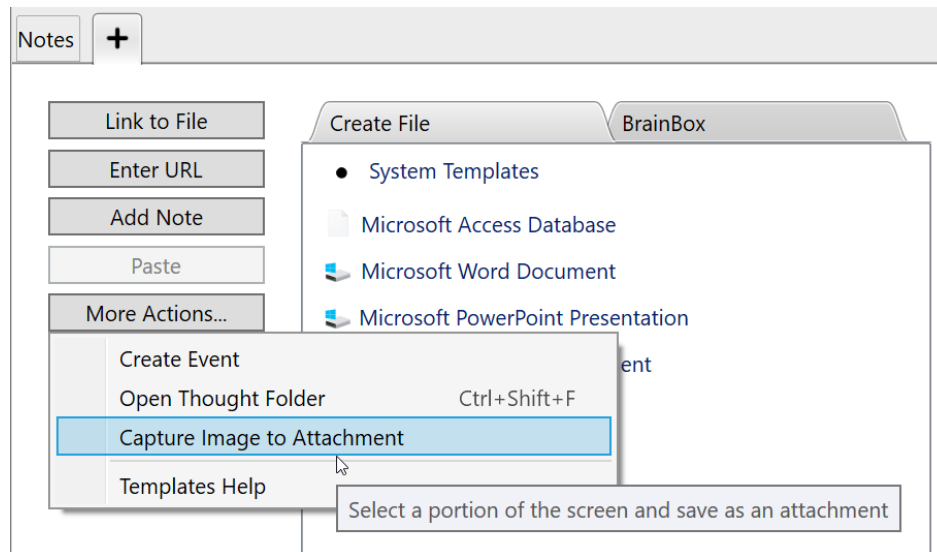 Notes
+
Link to File
Enter URL
Add Note
Paste
More Actions...
Create Event
Open Thought Folder Ctrl+Shift+F
Capture Image to Attachment
Templates Help
Select a portion of the screen and save as an attachment
Create File
BrainBox
System Templates
Microsoft Access Database
Microsoft Word Document
Microsoft PowerPoint Presentation